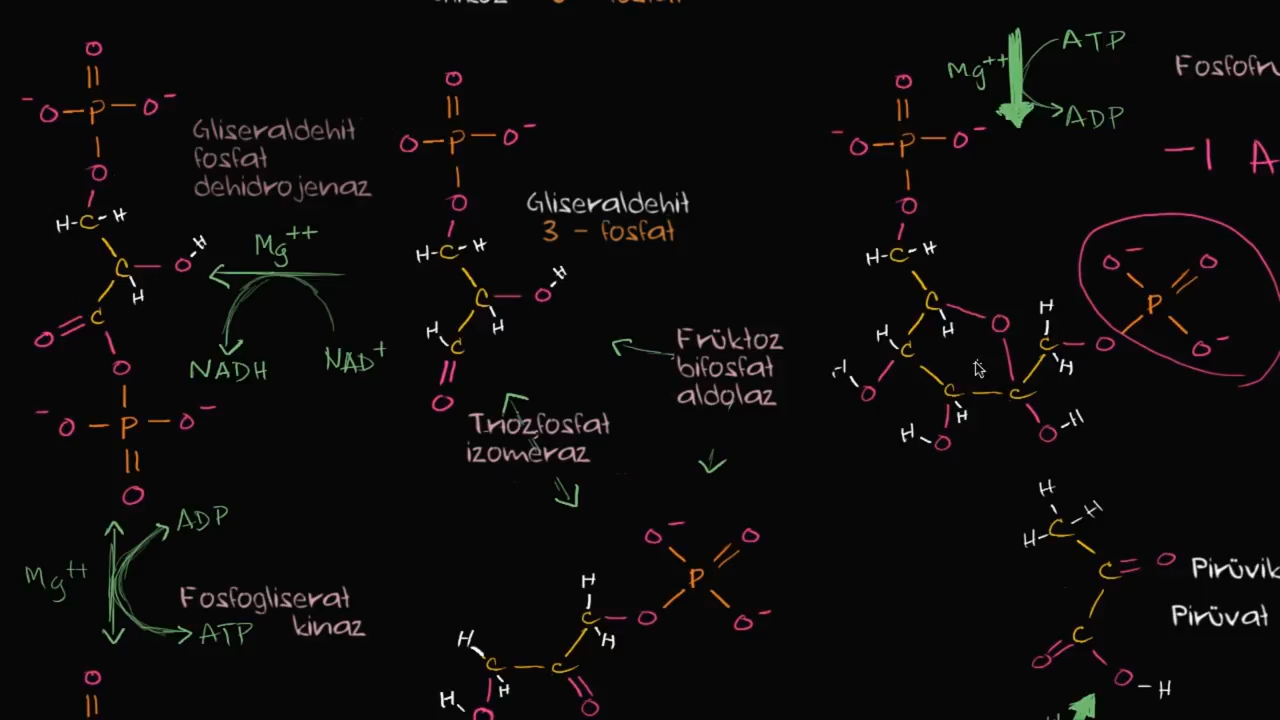 Mg++
ATP
ADP
-1 A
Gliseraldehit
fosfat
dehidrojenaz
Mg++
NADH
NAD+
Gliseraldehit
3 - fosfat
Früktoz
bifosfat
aldolaz
Triozfosfat
izomeraz
ADP
Mg++
ATP
Fosfogliserat
kinaz
Pirüvat
O
O- P O-
O
H-C-H
C O H
H
C
O
O
O- P O-
O
O
O P O-
O
H-C-H
C O H
H
H C
O
O
O- P O-
O
H-C-H
C O C H
H
H C
H O
C H C
H O
O H
O- O
P
O O-
H
H
O- O
P
O O-
H
C H
H C C
H
H O O
H
H-C H
C O
C
O O-H
O